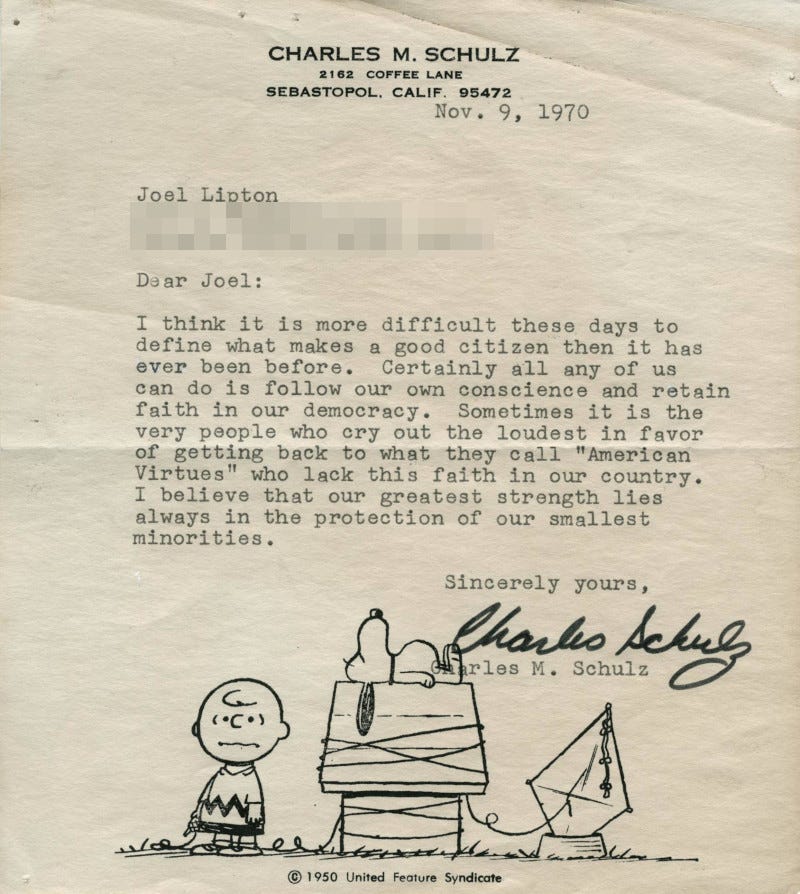 CHARLES M. SCHULZ
2162 COFFEE LANE
SEBASTOPOL, CALIF. 95472
Nov. 9, 1970
Joel Lipton
Dear Joel:
I think it is more difficult these days to
define what makes a good citizen then it has
ever been before. Certainly all any of us
can do is follow our own conscience and retain
faith in our democracy. Sometimes it is the
very people who cry out the loudest in favor
of getting back to what they call "American
Virtues" who lack this faith in our country.
I believe that our greatest strength lies
always in the protection of our smallest
minorities.
Sincerely yours,
Charles Schulz
Charles M. Schulz
© 1950 United Feature Syndicate